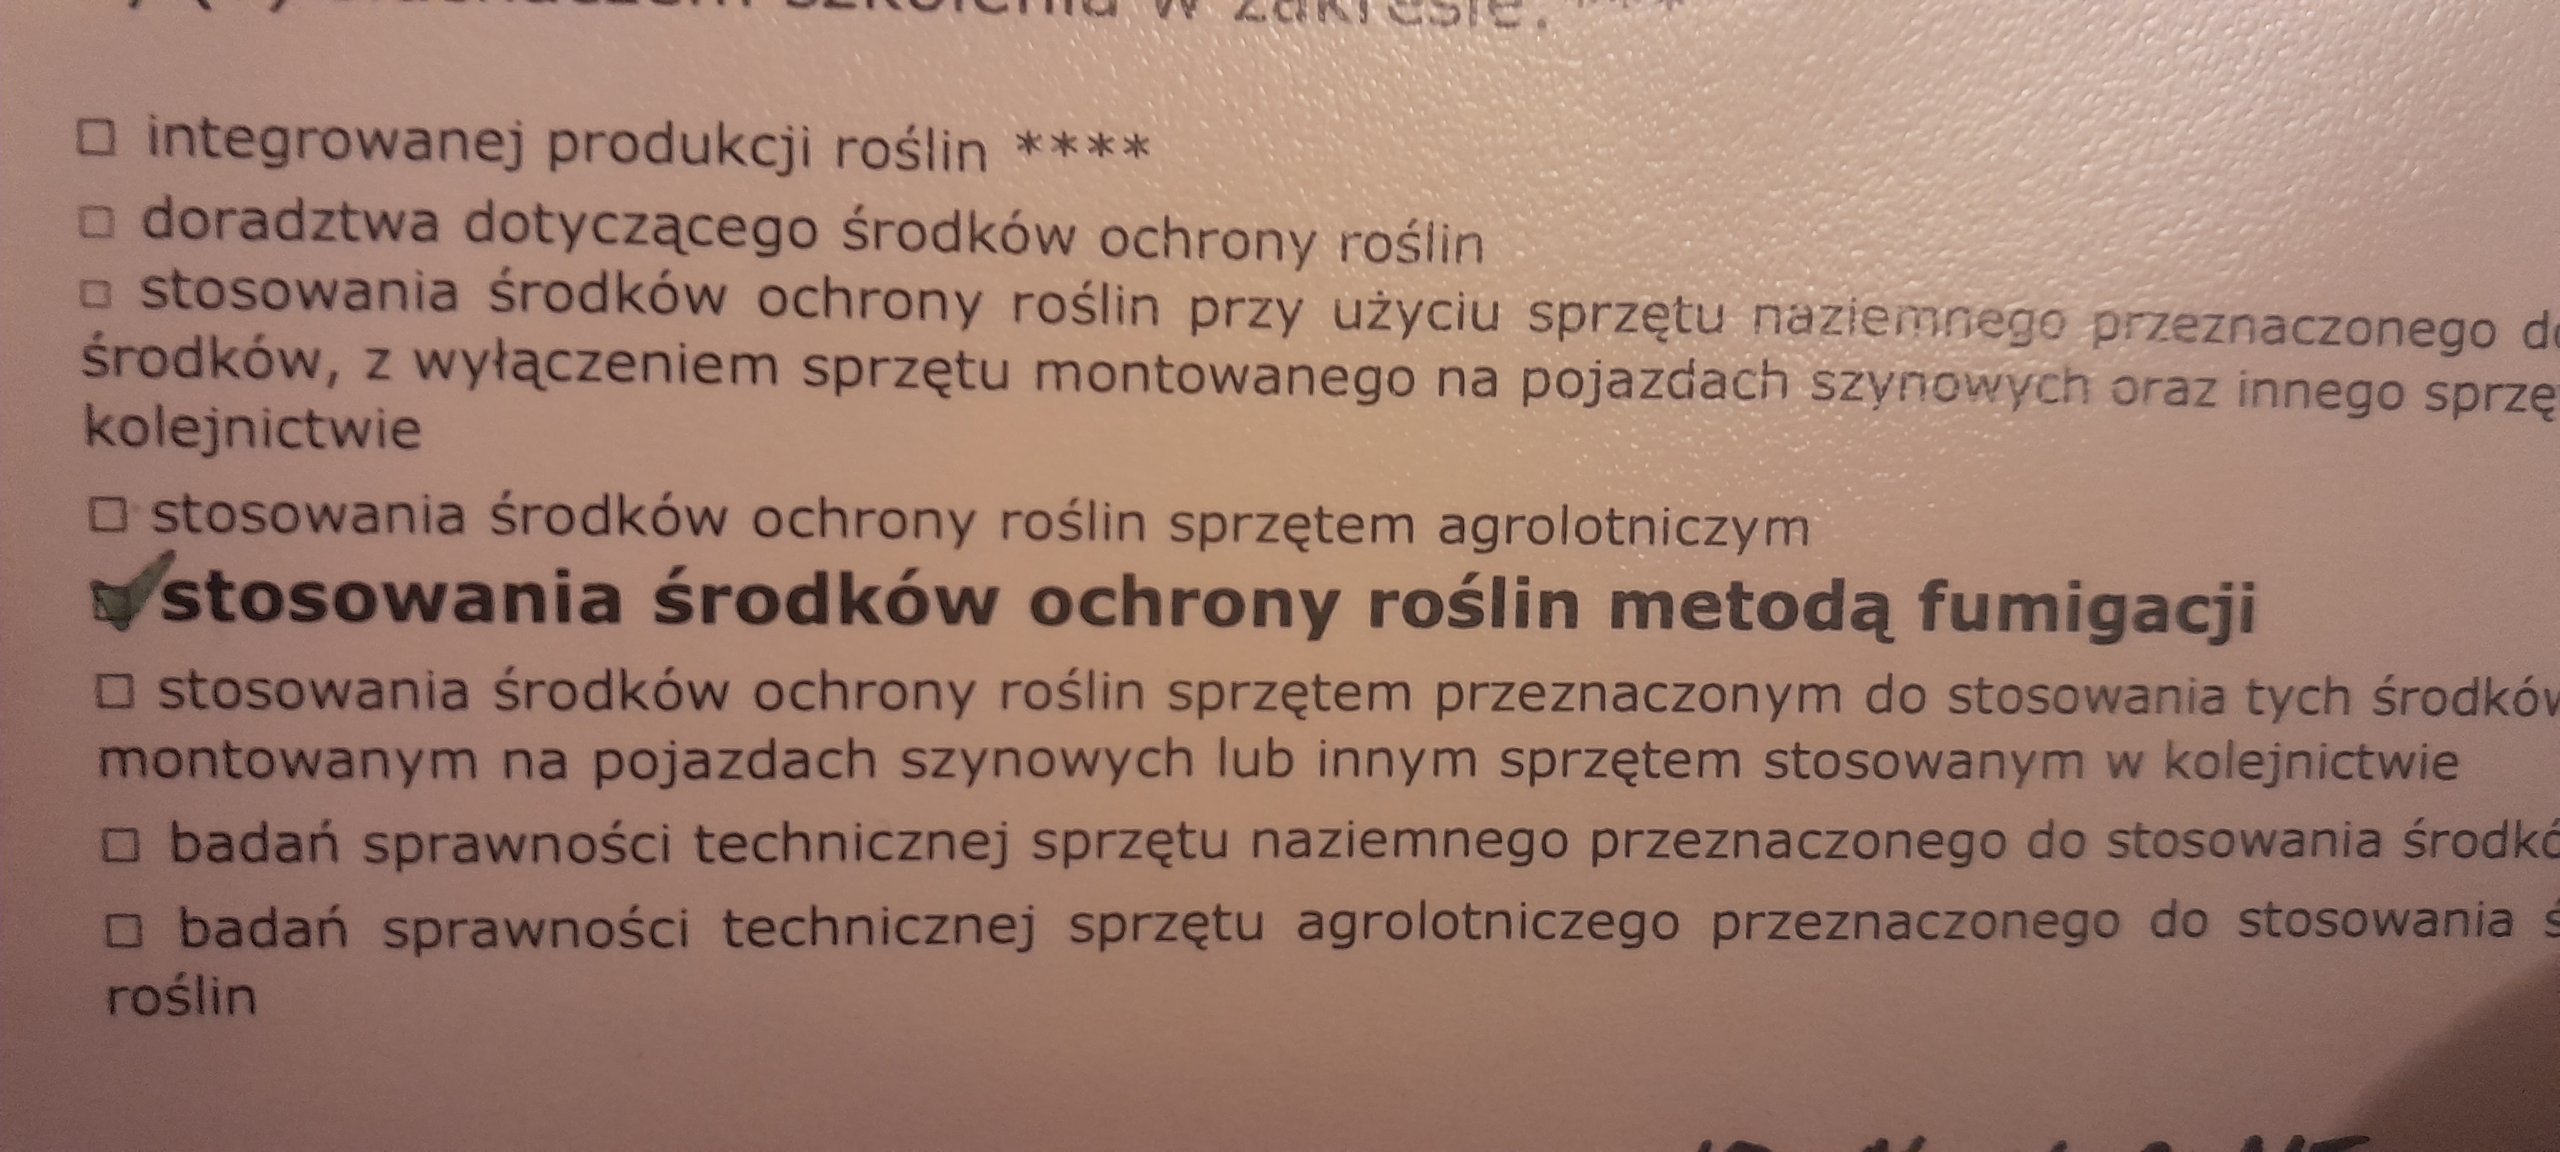 szkolenia w zakresie: ***
□ integrowanej produkcji roślin ****
□ doradztwa dotyczącego środków ochrony roślin
□ stosowania środków ochrony roślin przy użyciu sprzętu naziemnego przeznaczonego
środków, z wyłączeniem sprzętu montowanego na pojazdach szynowych oraz innego
kolejnictwie
□ stosowania środków ochrony roślin sprzętem agrolotniczym
☑ stosowania środków ochrony roślin metodą fumigacji
□ stosowania środków ochrony roślin sprzętem przeznaczonym do stosowania tych środków
montowanym na pojazdach szynowych lub innym sprzętem stosowanym w kolejnictwie
□ badań sprawności technicznej sprzętu naziemnego przeznaczonego do stosowania
□ badań sprawności technicznej sprzętu agrolotniczego przeznaczonego do stosowania
roślin